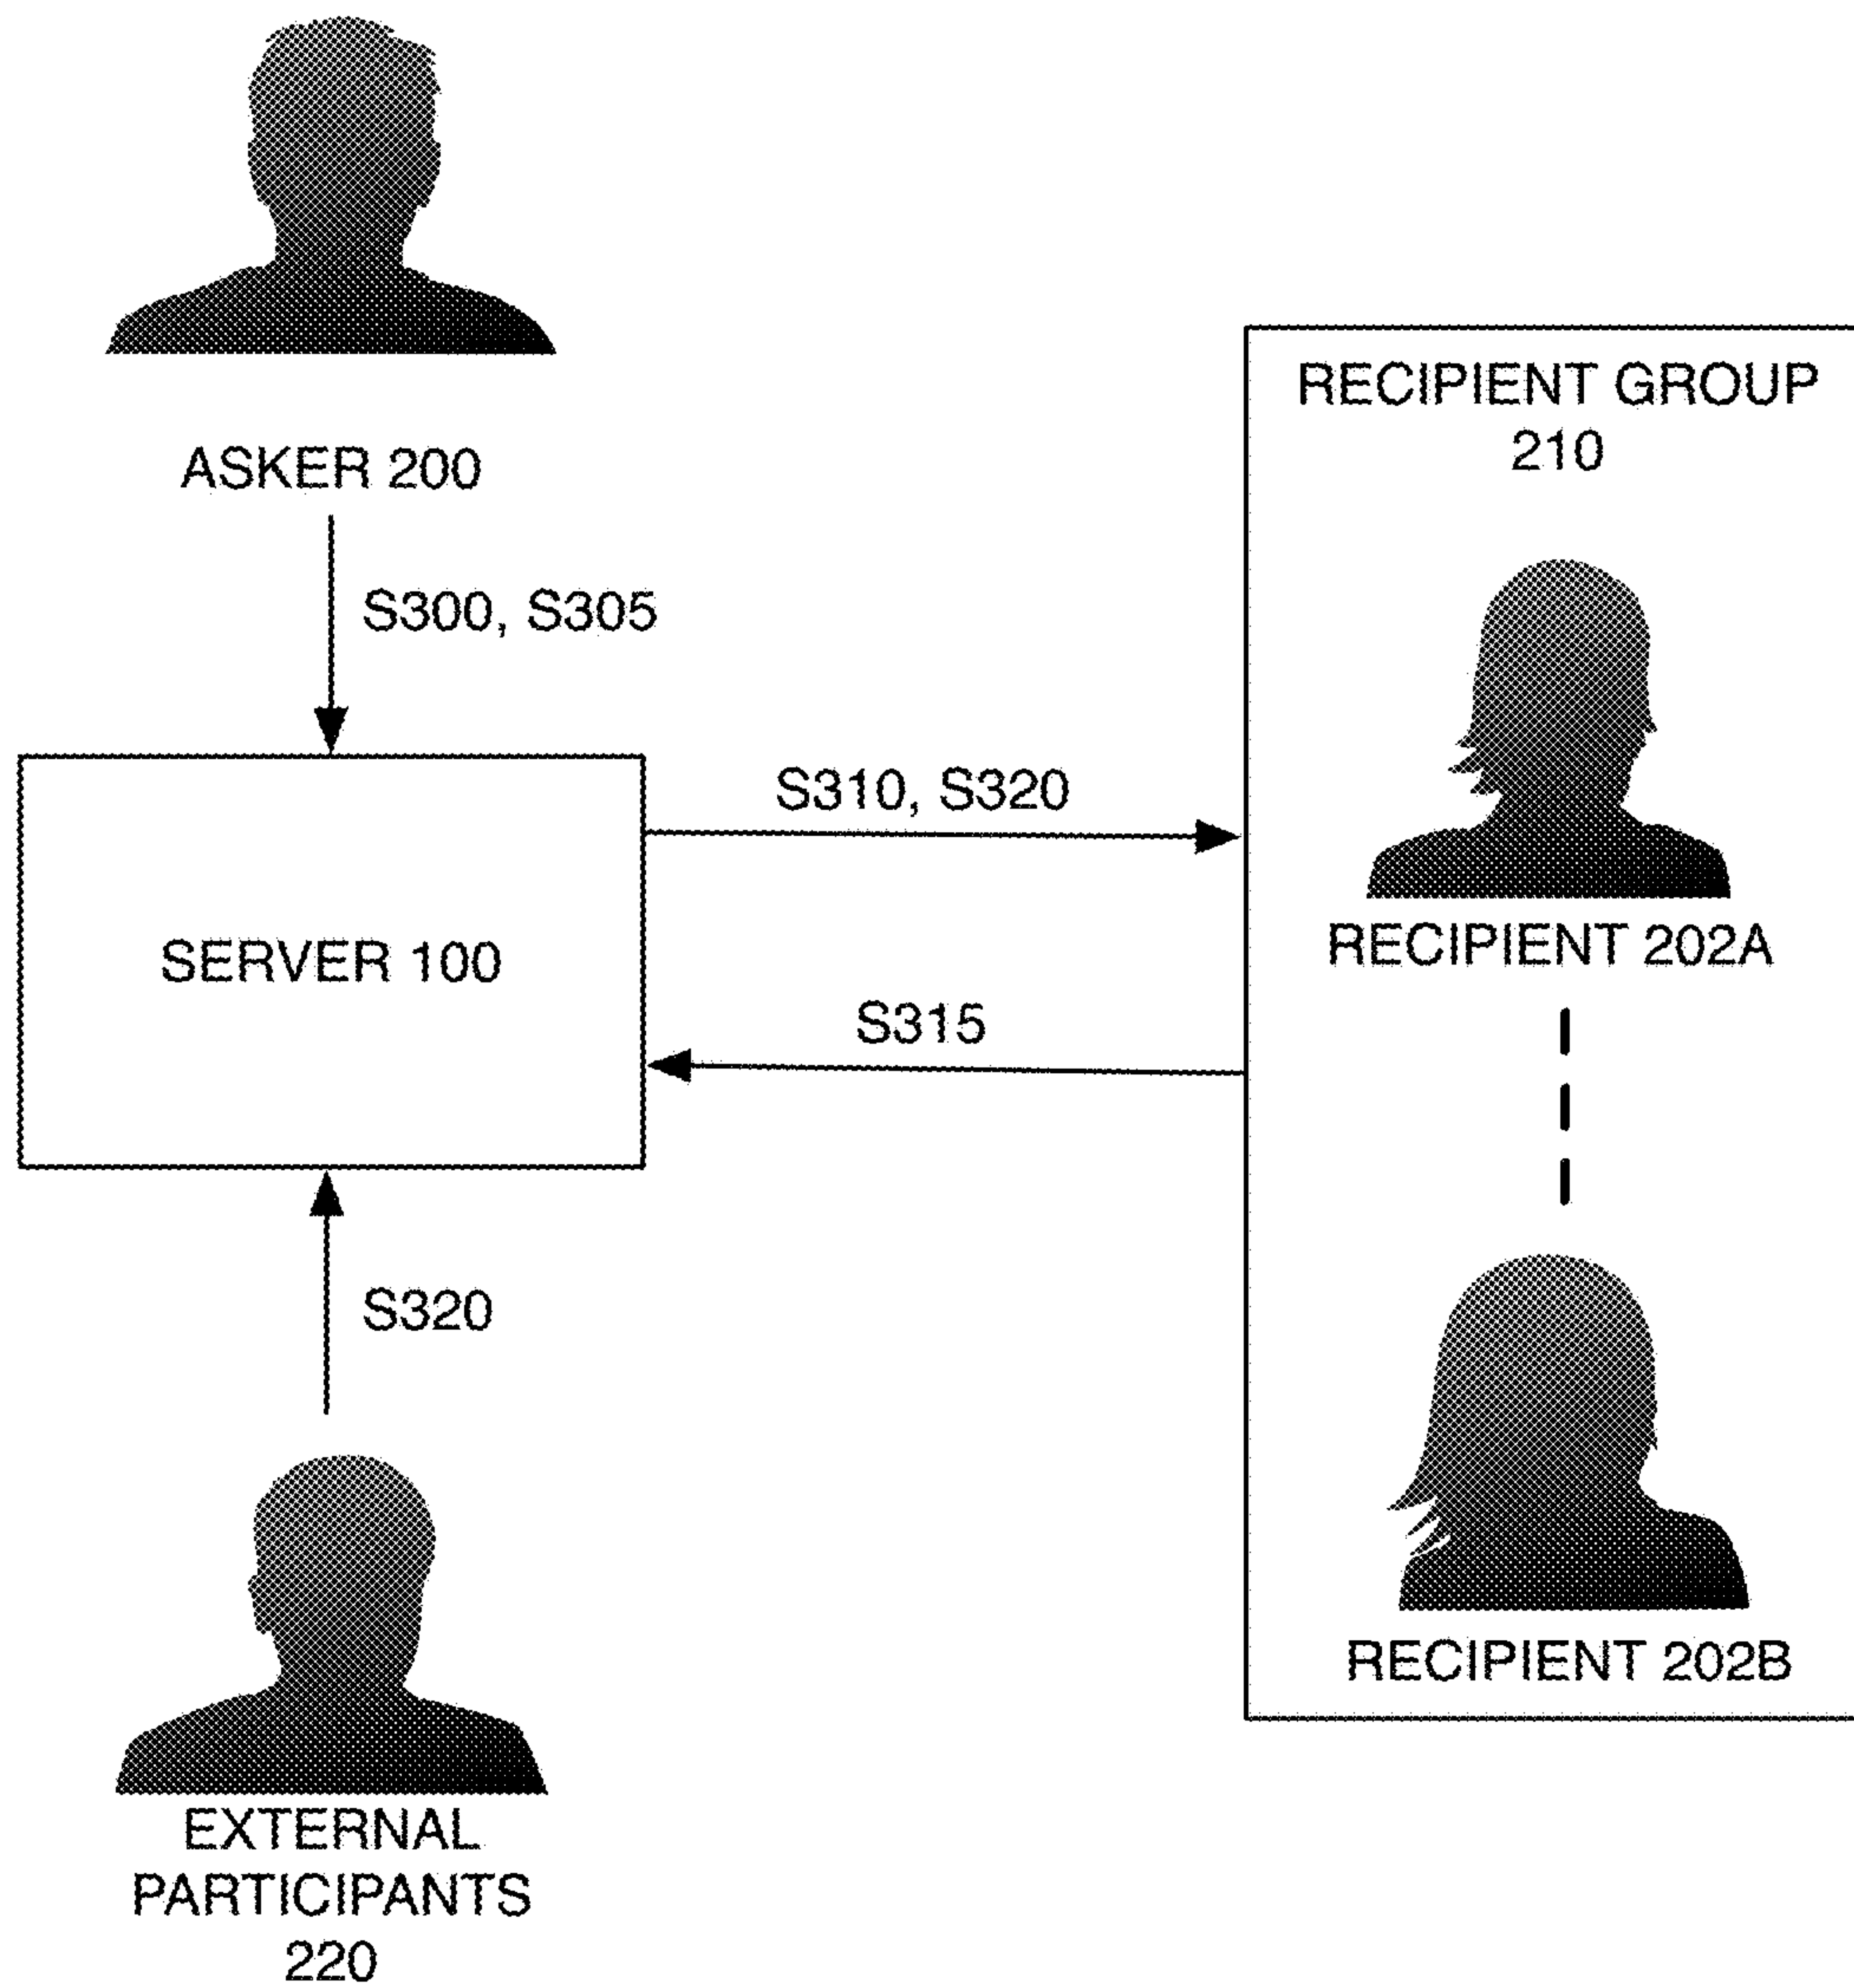 ASKER 200
S300, S305
SERVER 100
S310, S320
S315
S320
EXTERNAL
PARTICIPANTS
220
RECIPIENT GROUP
210
RECIPIENT 202A
RECIPIENT 202B